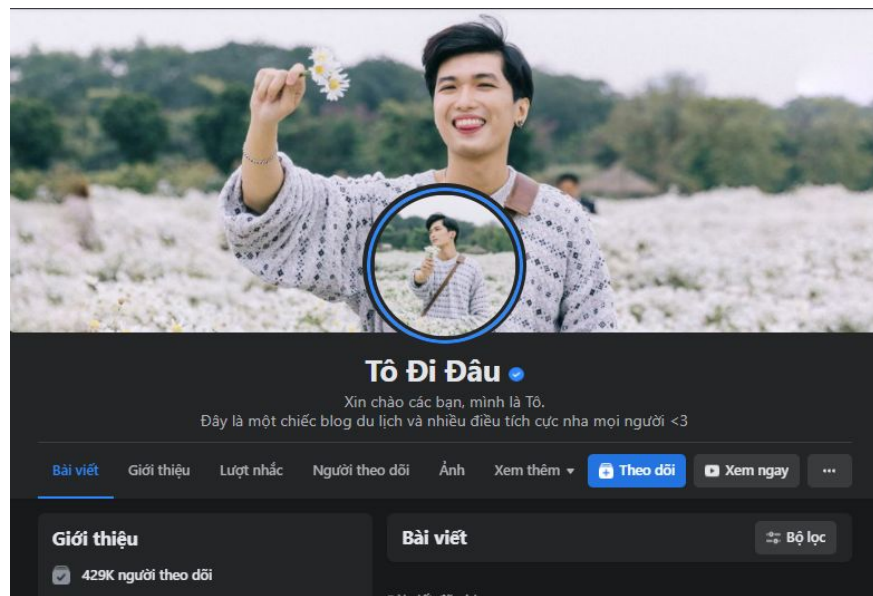 Tô Đi Đâu
Xin chào các bạn, mình là Tô.
Đây là một chiếc blog du lịch và nhiều điều tích cực nha mọi người <3
Bài viết Giới thiệu Lượt nhắc Người theo dõi Ảnh Xem thêm Theo dõi Xem ngay ...
Giới thiệu
Bài viết Bộ lọc
429K người theo dõi